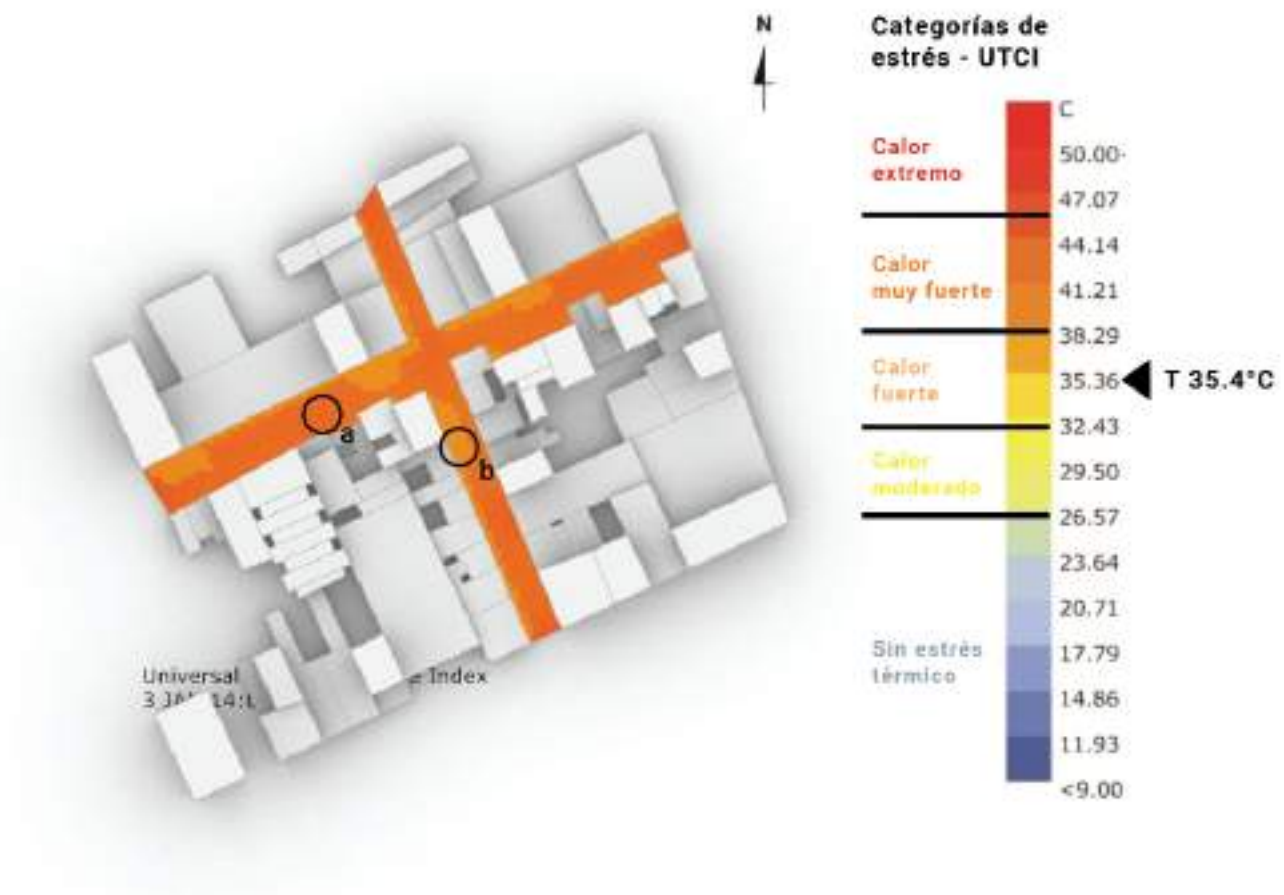 N
Categorías de
estrés - UTCI
C
Calor
extremo
50.00
47.07
Calor
muy fuerte
44.14
41.21
38.29
Calor
fuerte
35.36
T 35.4°C
32.43
Calor
moderado
29.50
26.57
23.64
20.71
Sin estrés
térmico
17.79
14.86
11.93
<9.00
a
b
Universal
Index
3